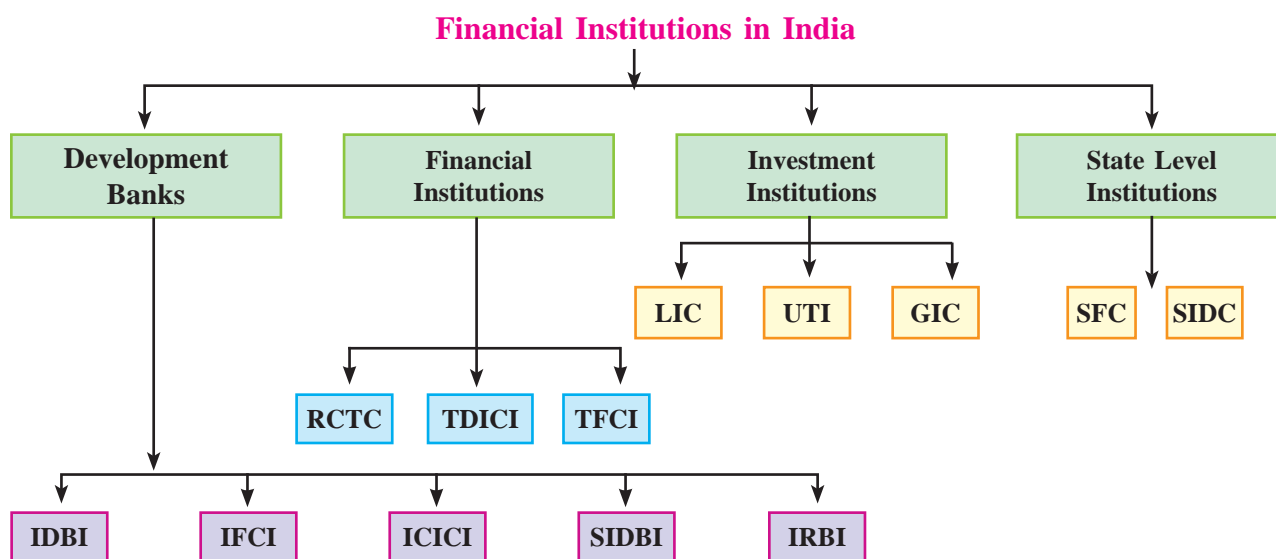 Financial Institutions in India
Development
Banks
Financial
Institutions
Investment
Institutions
State Level
Institutions
LIC
UTI
GIC
SFC
SIDC
RCTC
TDICI
TFCI
IDBI
IFCI
ICICI
SIDBI
IRBI